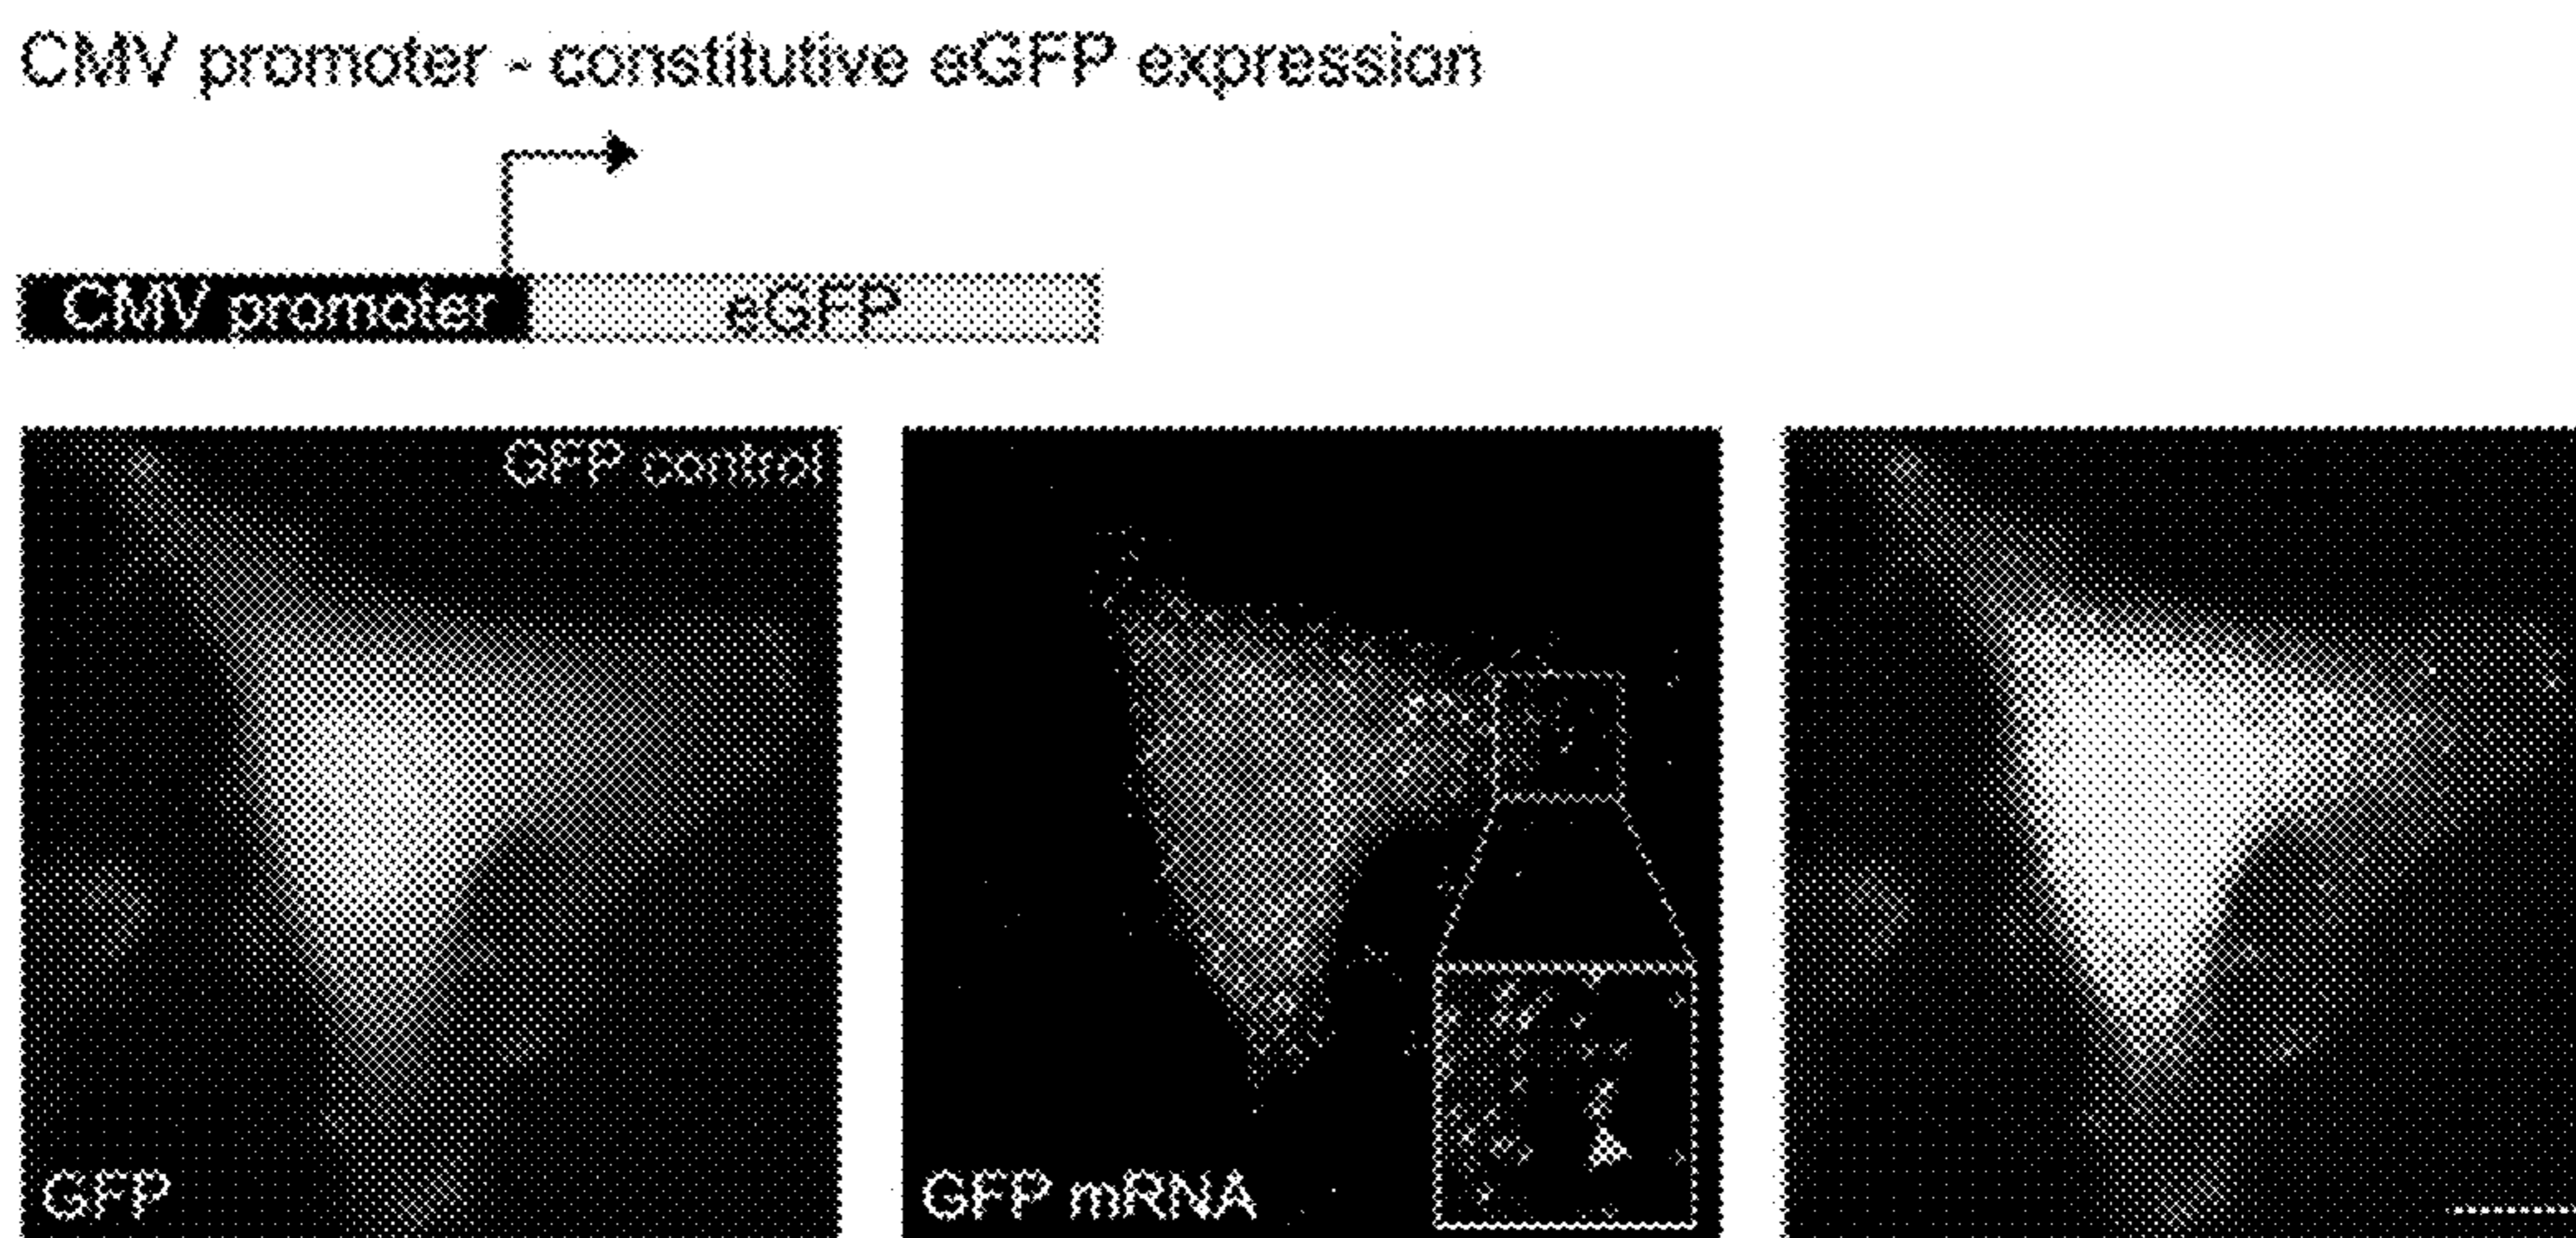 CMV promoter - constitutive eGFP expression
CMV promoter eGFP
GFP control
GFP
GFP mRNA